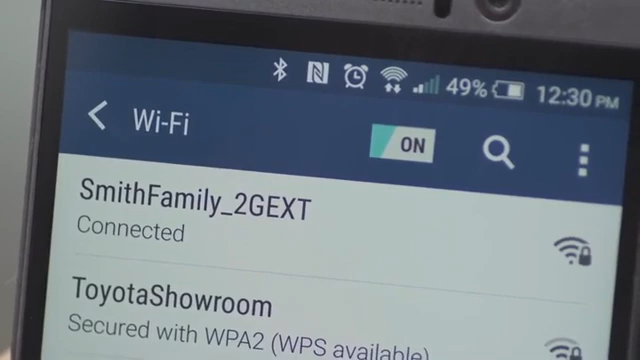 49% 12:30 PM
Wi-Fi ON
SmithFamily_2GEXT
Connected
ToyotaShowroom
Secured with WPA2 (WPS available)